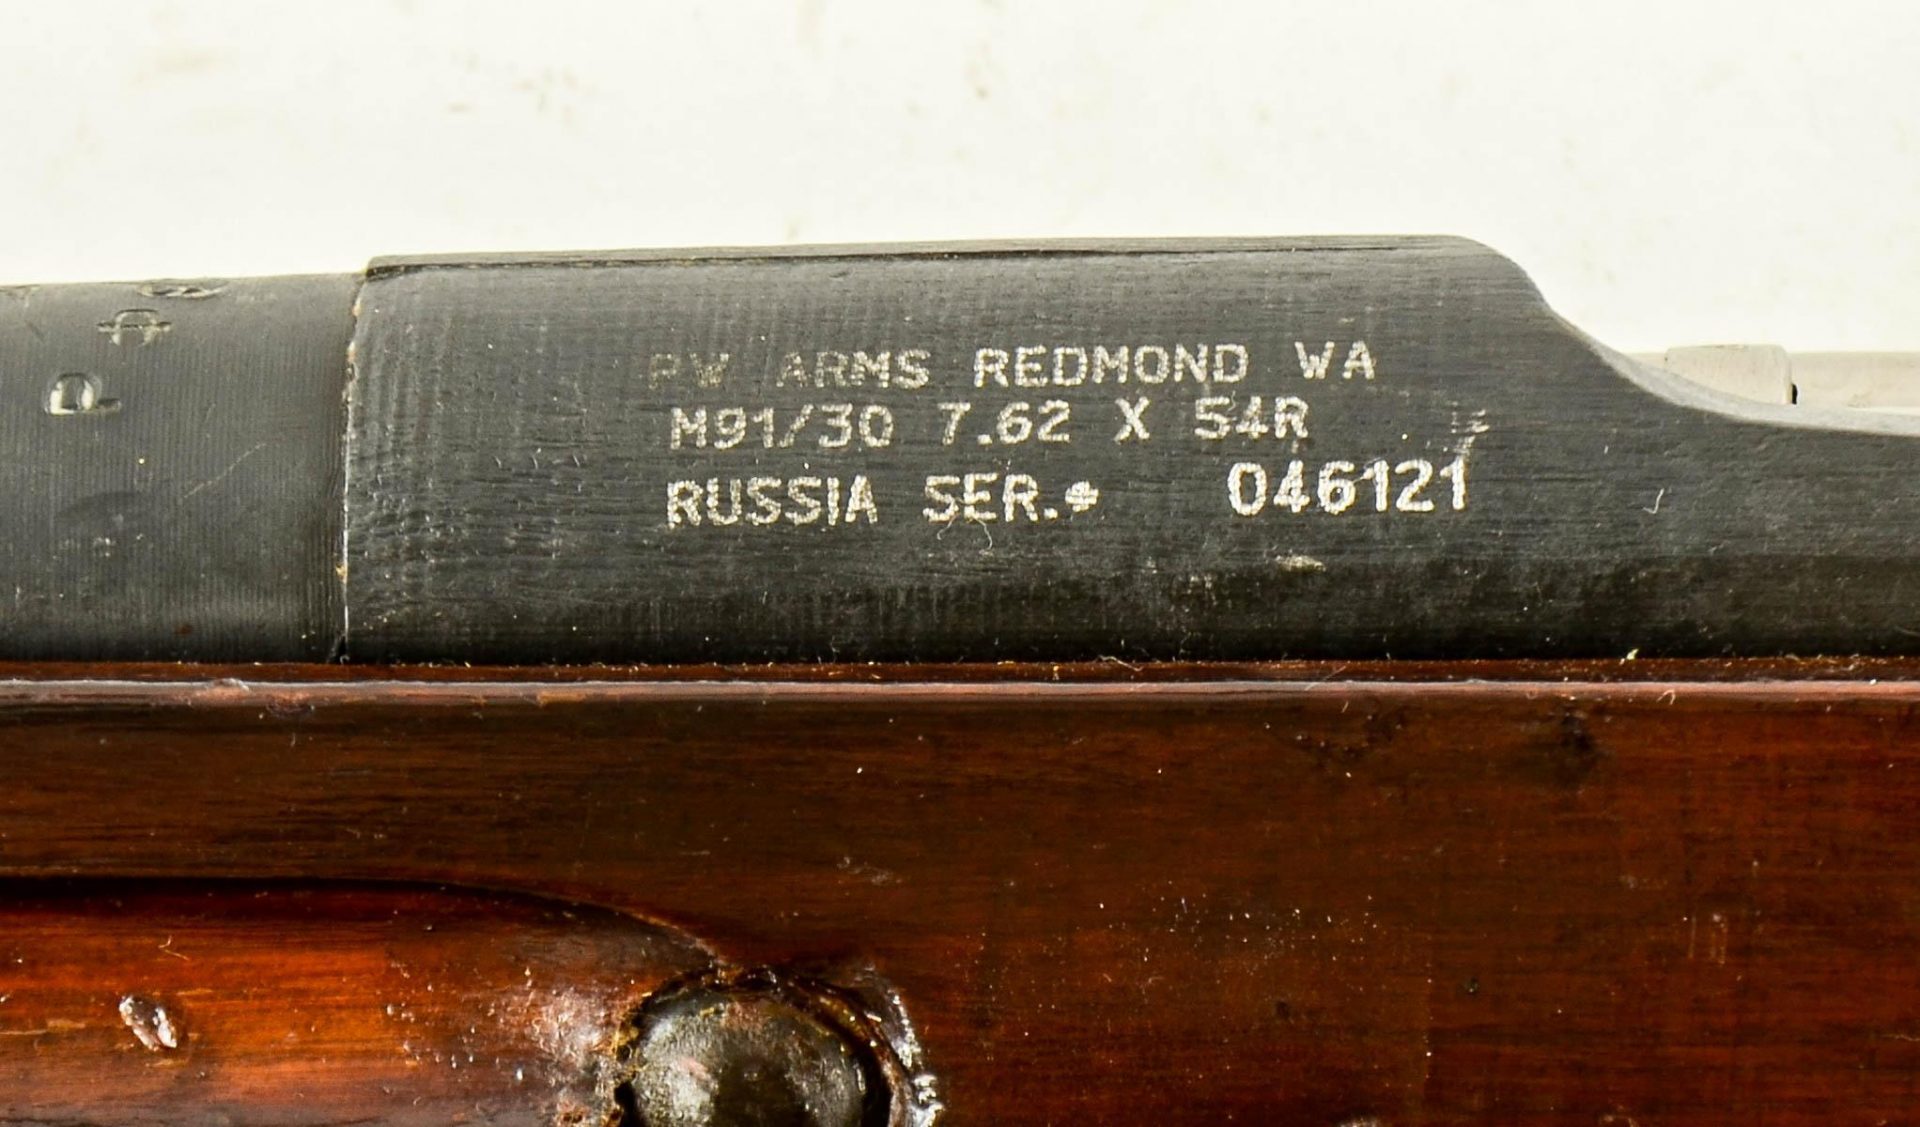 PW ARMS REDMOND WA
M91/30 7.62 X 54R
RUSSIA SER.# 046121